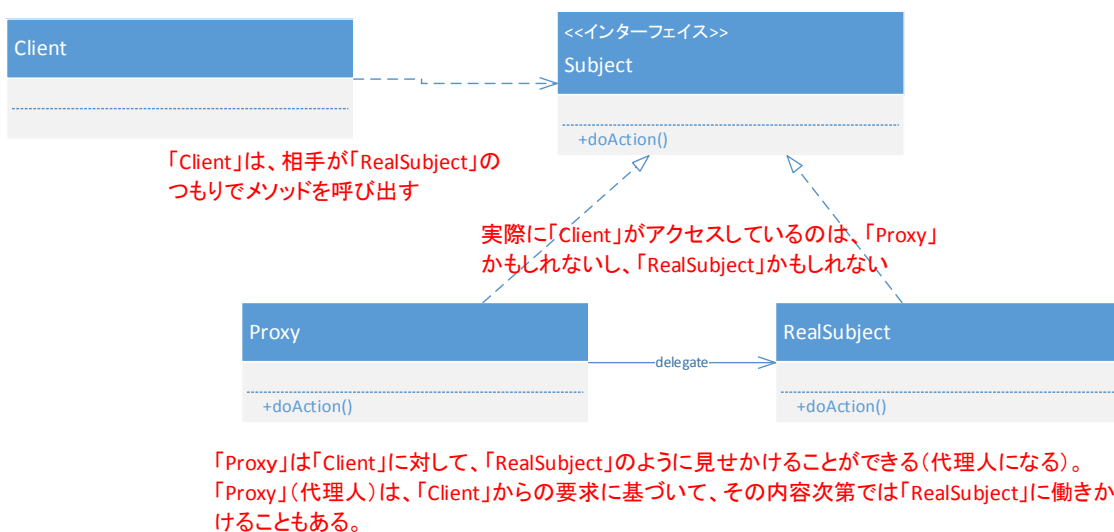 Client
<<インターフェイス>>
Subject
+doAction()
「Client」は、相手が「RealSubject」の
つもりでメソッドを呼び出す
実際に「Client」がアクセスしているのは、「Proxy」
かもしれないし、「RealSubject」かもしれない
Proxy
+doAction()
delegate
RealSubject
+doAction()
「Proxy」は「Client」に対して、「RealSubject」のように見せかけることができる(代理人になる)。
「Proxy」(代理人)は、「Client」からの要求に基づいて、その内容次第では「RealSubject」に働きか
けることもある。